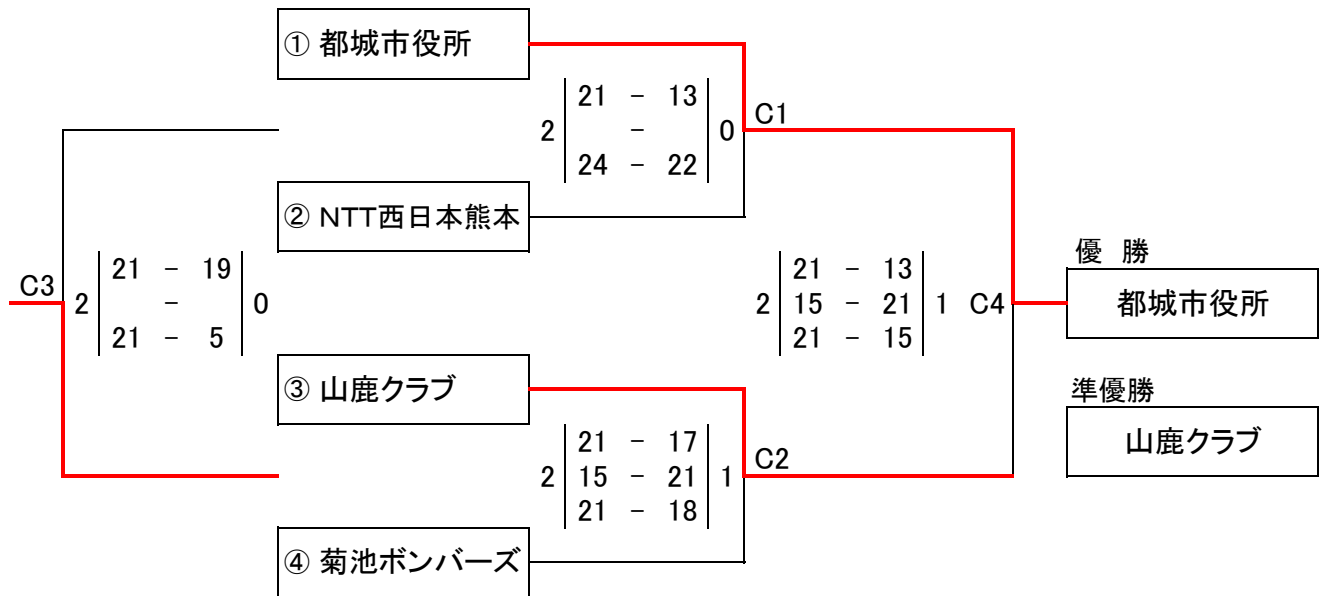 ① 都城市役所
21 - 13
2 - 0
24 - 22
C1
② NTT西日本熊本
C3
21 - 19
2 - 0
21 - 5
21 - 13
2 15 - 21 1 C4
21 - 15
優 勝
都城市役所
③ 山鹿クラブ
準優勝
山鹿クラブ
21 - 17
2 15 - 21 1
21 - 18
C2
④ 菊池ボンバーズ